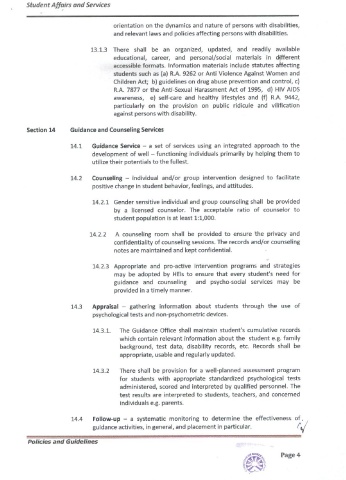 Student Affairs and Services
orientation on the dynamics and nature of persons with disabilities,
and relevant laws and policies affecting persons with disabilities.
13.1.3 There shall be an organized, updated, and readily available
educational, career, and personal/social materials in different
accessible formats. Information materials include statutes affecting
students such as (a) R.A. 9262 or Anti Violence Against Women and
Children Act; b) guidelines on drug abuse prevention and control, c)
R.A. 7877 or the Anti-Sexual Harassment Act of 1995, d) HIV AIDS
awareness, e) self-care and healthy lifestyles and (f) R.A. 9442,
particularly on the provision on public ridicule and vilification
against persons with disability.
Section 14 Guidance and Counseling Services
14.1 Guidance Service – a set of services using an integrated approach to the
development of well – functioning individuals primarily by helping them to
utilize their potentials to the fullest.
14.2 Counseling – individual and/or group intervention designed to facilitate
positive change in student behavior, feelings, and attitudes.
14.2.1 Gender sensitive individual and group counseling shall be provided
by a licensed counselor. The acceptable ratio of counselor to
student population is at least 1:1,000.
14.2.2 A counseling room shall be provided to ensure the privacy and
confidentiality of counseling sessions. The records and/or counseling
notes are maintained and kept confidential.
14.2.3 Appropriate and pro-active intervention programs and strategies
may be adopted by HEIs to ensure that every student's need for
guidance and counseling and psycho-social services may be
provided in a timely manner.
14.3 Appraisal – gathering information about students through the use of
psychological tests and non-psychometric devices.
14.3.1. The Guidance Office shall maintain student's cumulative records
which contain relevant information about the student e.g. family
background, test data, disability records, etc. Records shall be
appropriate, usable and regularly updated.
14.3.2 There shall be provision for a well-planned assessment program
for students with appropriate standardized psychological tests
administered, scored and interpreted by qualified personnel. The
test results are interpreted to students, teachers, and concerned
individuals e.g. parents.
14.4 Follow-up – a systematic monitoring to determine the effectiveness of
guidance activities, in general, and placement in particular.
Policies and Guidelines
Page 4